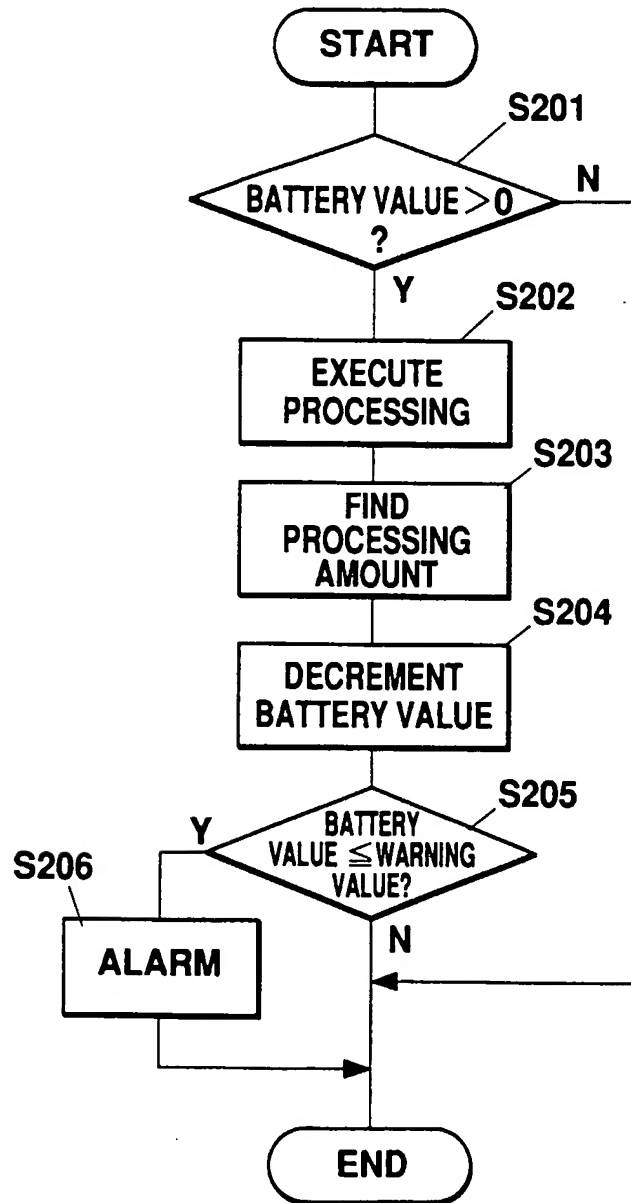 START
S201
BATTERY VALUE >0
?
N
Y
S202
EXECUTE
PROCESSING
S203
FIND
PROCESSING
AMOUNT
S204
DECREMENT
BATTERY VALUE
S205
Y
BATTERY
VALUE ≦ WARNING
VALUE?
S206
ALARM
N
END